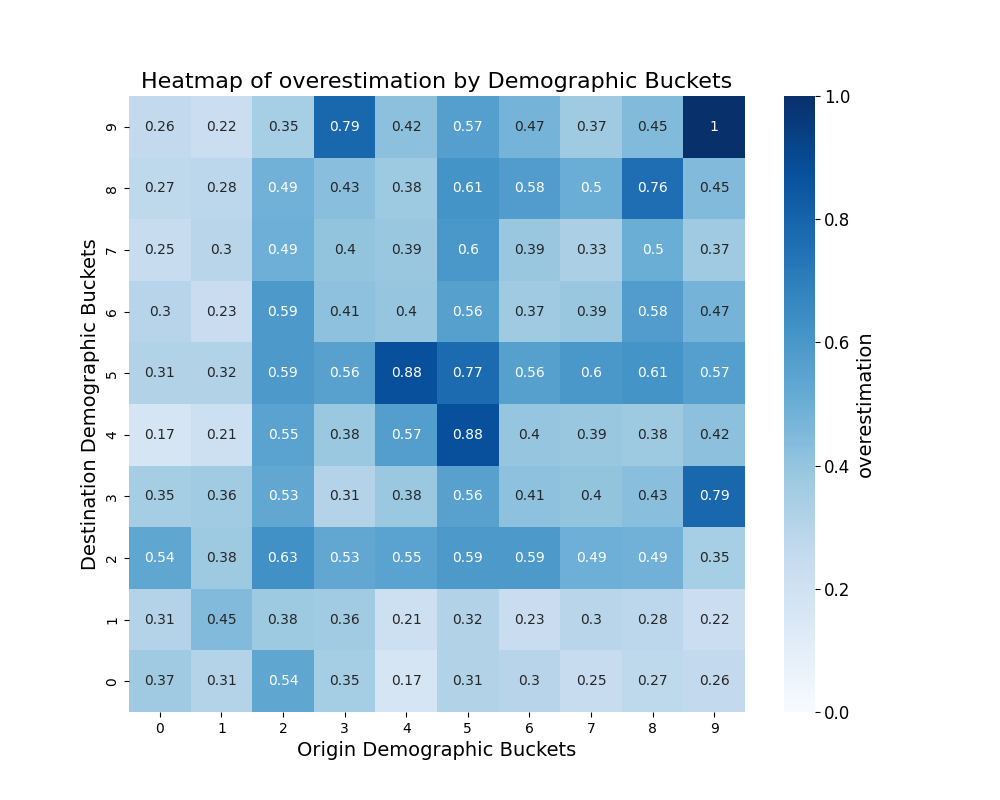 Heatmap of overestimation by Demographic Buckets
9 0.26 0.22 0.35 0.79 0.42 0.57 0.47 0.37 0.45 1
8 0.27 0.28 0.49 0.43 0.38 0.61 0.58 0.5 0.76 0.45
7 0.25 0.3 0.49 0.4 0.39 0.6 0.39 0.33 0.5 0.37
6 0.3 0.23 0.59 0.41 0.4 0.56 0.37 0.39 0.58 0.47
5 0.31 0.32 0.59 0.56 0.88 0.77 0.56 0.6 0.61 0.57
4 0.17 0.21 0.55 0.38 0.57 0.88 0.4 0.39 0.38 0.42
3 0.35 0.36 0.53 0.31 0.38 0.56 0.41 0.4 0.43 0.79
2 0.54 0.38 0.63 0.53 0.55 0.59 0.59 0.49 0.49 0.35
1 0.31 0.45 0.38 0.36 0.21 0.32 0.23 0.3 0.28 0.22
0 0.37 0.31 0.54 0.35 0.17 0.31 0.3 0.25 0.27 0.26
0 1 2 3 4 5 6 7 8 9
Origin Demographic Buckets
Destination Demographic Buckets
1.0
0.8
0.6
0.4
0.2
0.0
overestimation